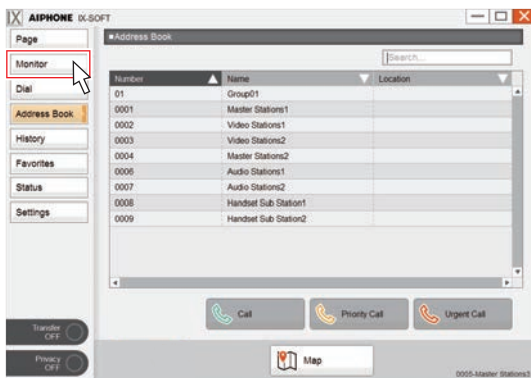 AIPHONE IX-SOFT
Page
Monitor
Dial
Address Book
History
Favorites
Status
Settings
Transfer
OFF
Privacy
OFF
■Address Book
Search...
Number Name Location
01 Group01
0001 Master Stations1
0002 Video Stations1
0003 Video Stations2
0004 Master Stations2
0006 Audio Stations1
0007 Audio Stations2
0008 Handset Sub Station1
0009 Handset Sub Station2
Call Priority Call Urgent Call
Map
0005-Master Stations3